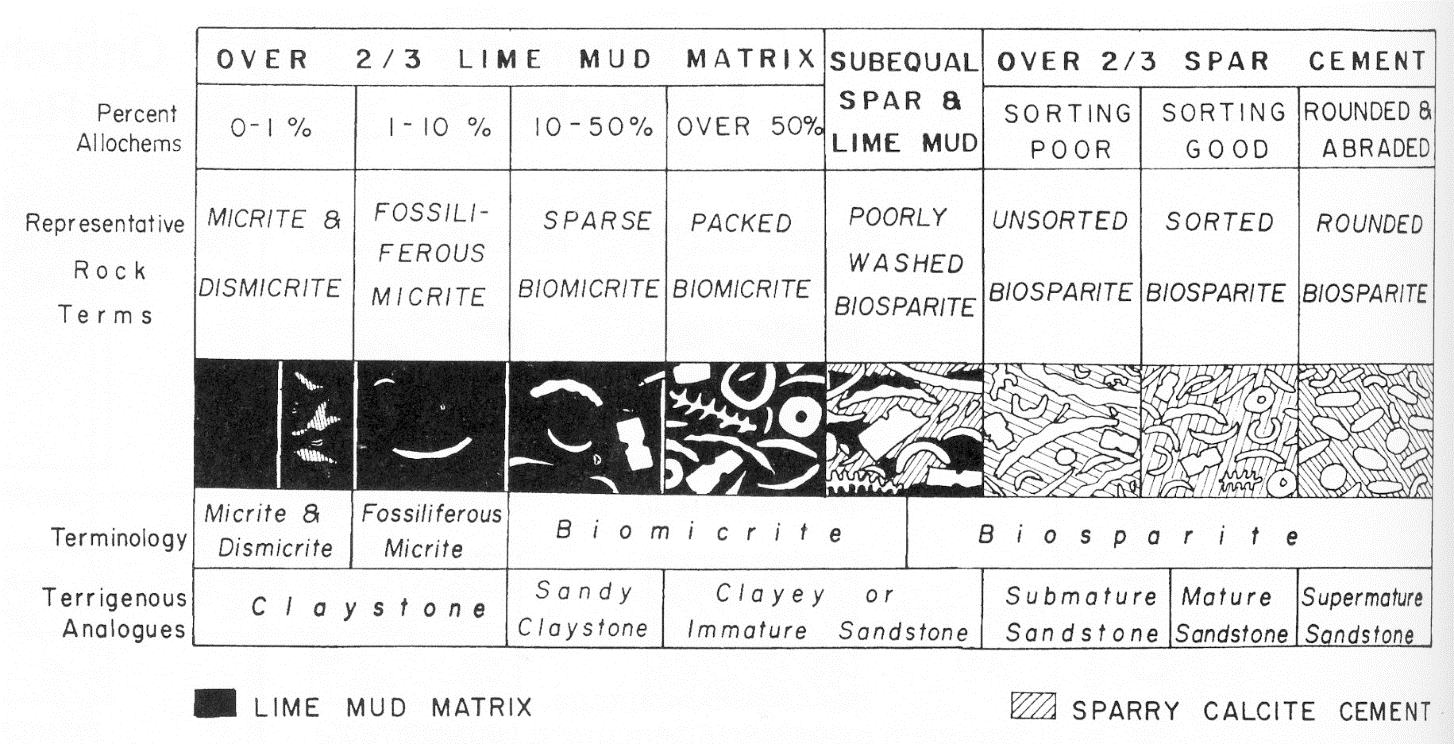 OVER 2/3 LIME MUD MATRIX
SUBEQUAL
SPAR &
LIME MUD
OVER 2/3 SPAR CEMENT
Percent
Allochems
0-1 %
1-10 %
10-50%
OVER 50%
SORTING
POOR
SORTING
GOOD
ROUNDED &
ABRADED
Representative
Rock
Terms
MICRITE &
DISMICRITE
FOSSILI-
FEROUS
MICRITE
SPARSE
BIOMICRITE
PACKED
BIOMICRITE
POORLY
WASHED
BIOSPARITE
UNSORTED
BIOSPARITE
SORTED
BIOSPARITE
ROUNDED
BIOSPARITE
Terminology
Micrite &
Dismicrite
Fossiliferous
Micrite
Biomicrite
Biosparite
Terrigenous
Analogues
Claystone
Sandy
Claystone
Clayey or
Immature Sandstone
Submature
Sandstone
Mature
Sandstone
Supermature
Sandstone
LIME MUD MATRIX
SPARRY CALCITE CEMENT